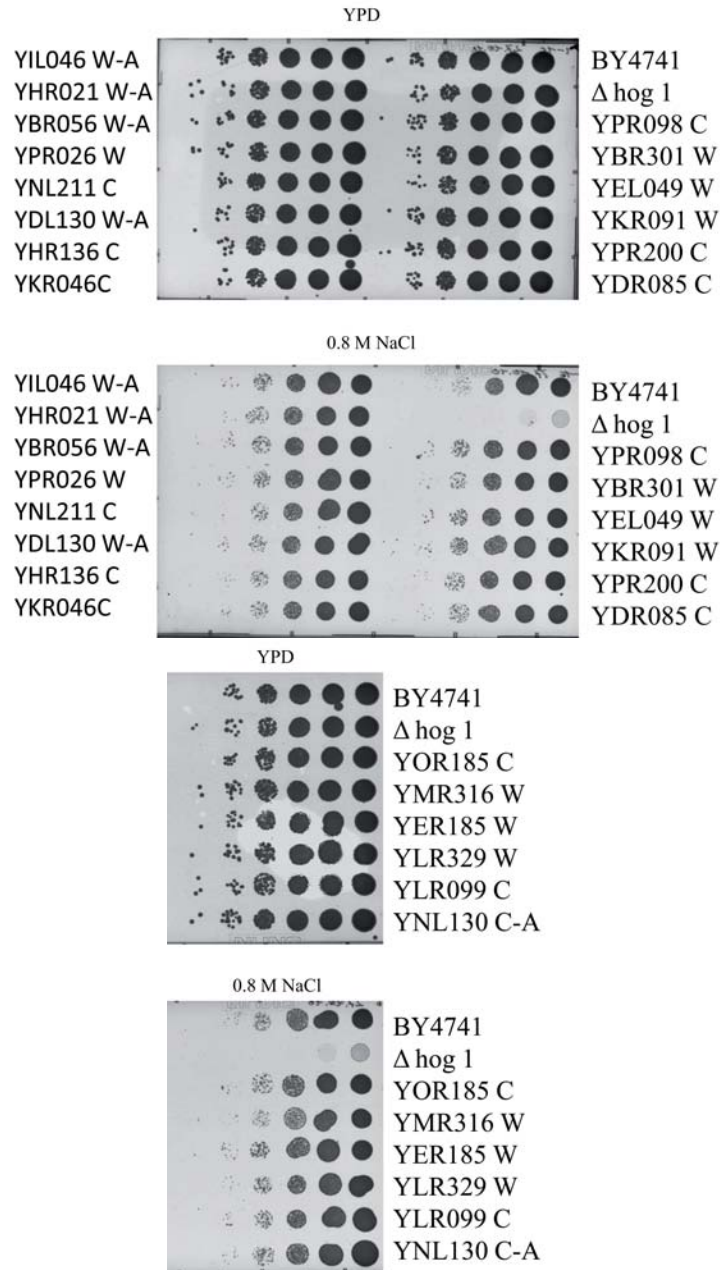 YPD
YIL046 W-A BY4741
YHR021 W-A Δ hog 1
YBR056 W-A YPR098 C
YPR026 W YBR301 W
YNL211 C YEL049 W
YDL130 W-A YKR091 W
YHR136 C YPR200 C
YKR046C YDR085 C
0.8 M NaCl
YIL046 W-A BY4741
YHR021 W-A Δ hog 1
YBR056 W-A YPR098 C
YPR026 W YBR301 W
YNL211 C YEL049 W
YDL130 W-A YKR091 W
YHR136 C YPR200 C
YKR046C YDR085 C
YPD
BY4741
Δ hog 1
YOR185 C
YMR316 W
YER185 W
YLR329 W
YLR099 C
YNL130 C-A
0.8 M NaCl
BY4741
Δ hog 1
YOR185 C
YMR316 W
YER185 W
YLR329 W
YLR099 C
YNL130 C-A